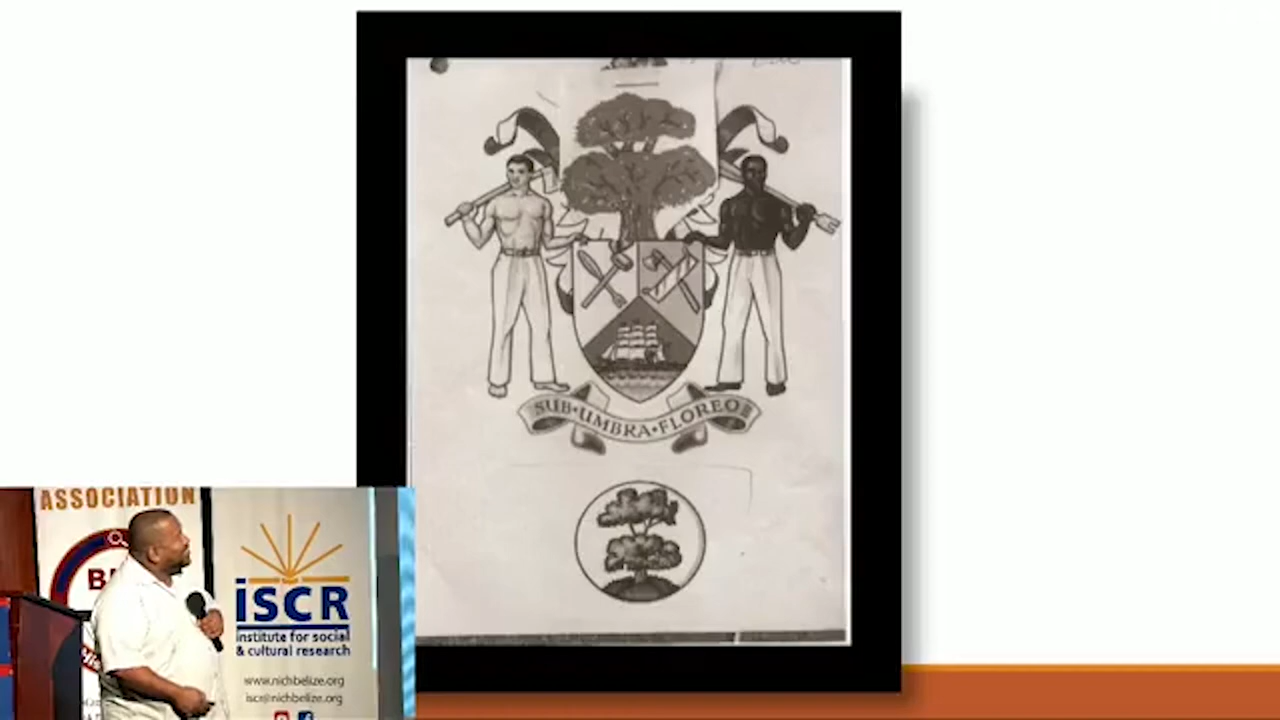 SUB·UMBRA·FLOREO
ASSOCIATION
iSCR
institute for social
& cultural research
www.nichbelize.org
iscr@nichbelize.org